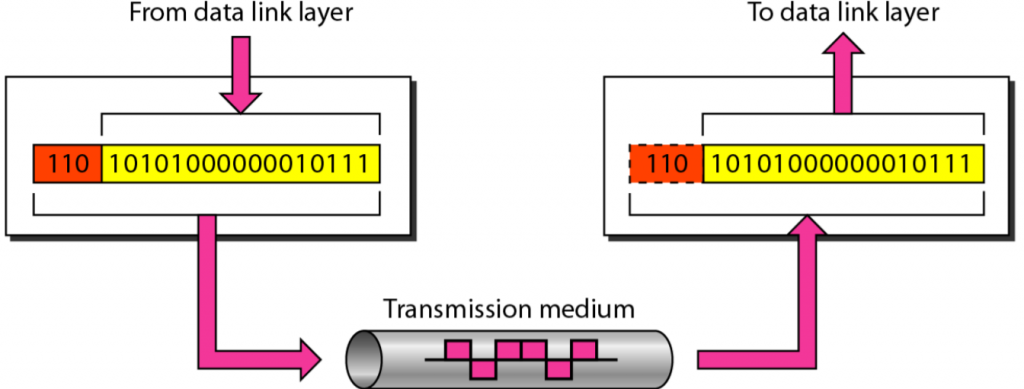 From data link layer
To data link layer
110 10101000000010111
110 10101000000010111
Transmission medium